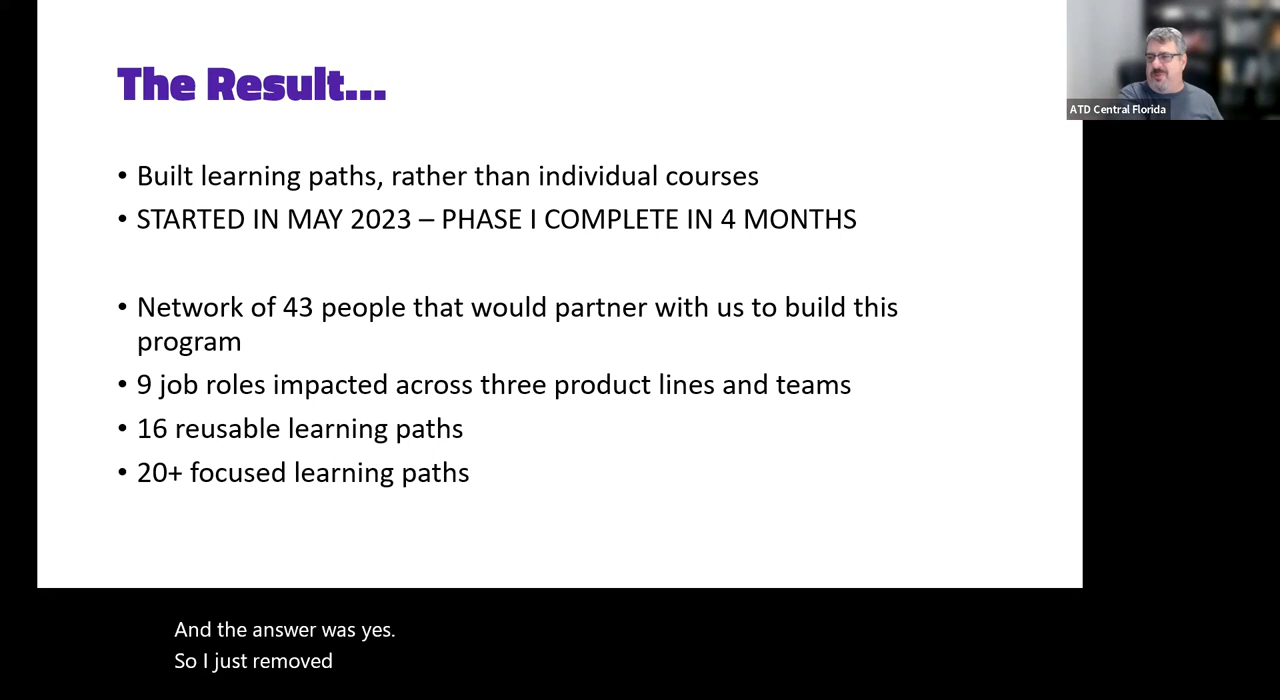 The Result...
• Built learning paths, rather than individual courses
• STARTED IN MAY 2023 – PHASE I COMPLETE IN 4 MONTHS
• Network of 43 people that would partner with us to build this
program
• 9 job roles impacted across three product lines and teams
• 16 reusable learning paths
• 20+ focused learning paths
ATD Central Florida
And the answer was yes.
So I just removed